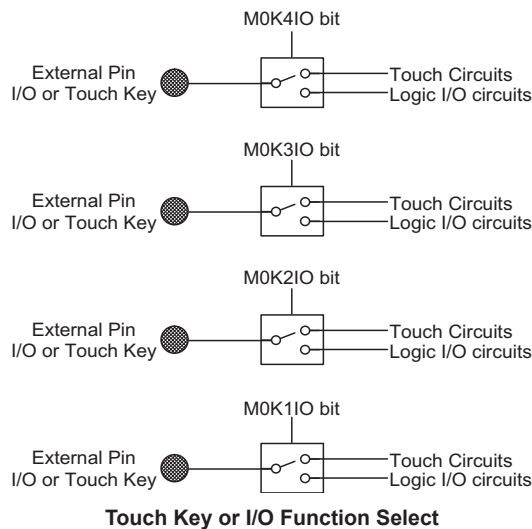 M0K4IO bit
External Pin
I/O or Touch Key
Touch Circuits
Logic I/O circuits
M0K3IO bit
External Pin
I/O or Touch Key
Touch Circuits
Logic I/O circuits
M0K2IO bit
External Pin
I/O or Touch Key
Touch Circuits
Logic I/O circuits
M0K1IO bit
External Pin
I/O or Touch Key
Touch Circuits
Logic I/O circuits
Touch Key or I/O Function Select